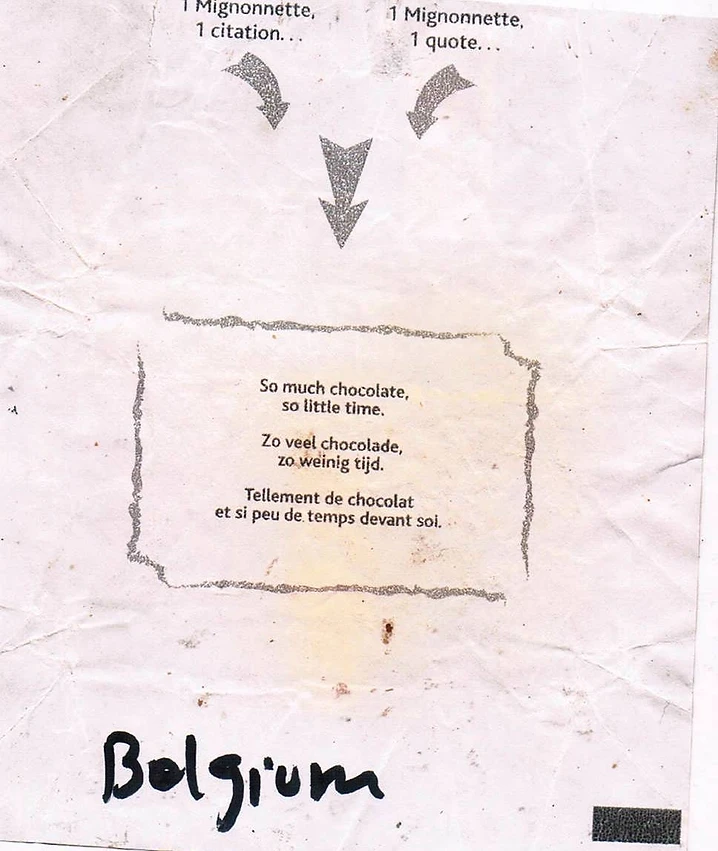 1 Mignonnette,
1 citation...
1 Mignonnette,
1 quote...
So much chocolate,
so little time.
Zo veel chocolade,
zo weinig tijd.
Tellement de chocolat
et si peu de temps devant soi.
Belgium